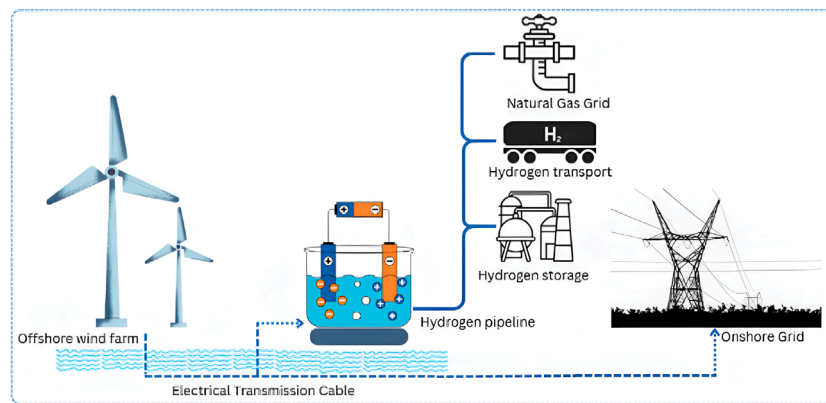 Natural Gas Grid
H₂
Hydrogen transport
Hydrogen storage
+ −
+ −
Hydrogen pipeline
Offshore wind farm
Onshore Grid
Electrical Transmission Cable